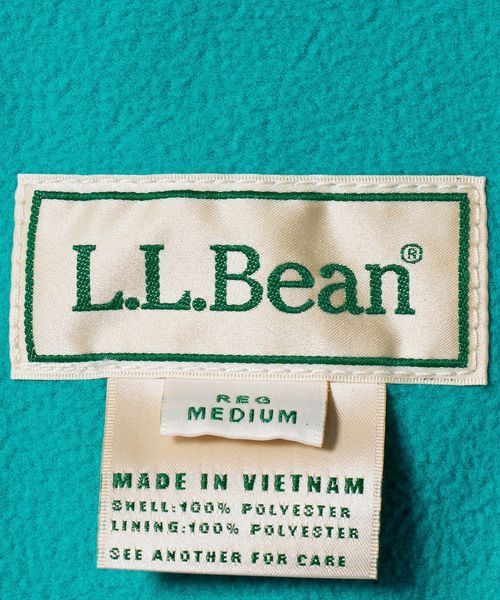 L.L.Bean®
REG
MEDIUM
MADE IN VIETNAM
SHELL:100% POLYESTER
LINING:100% POLYESTER
SEE ANOTHER FOR CARE